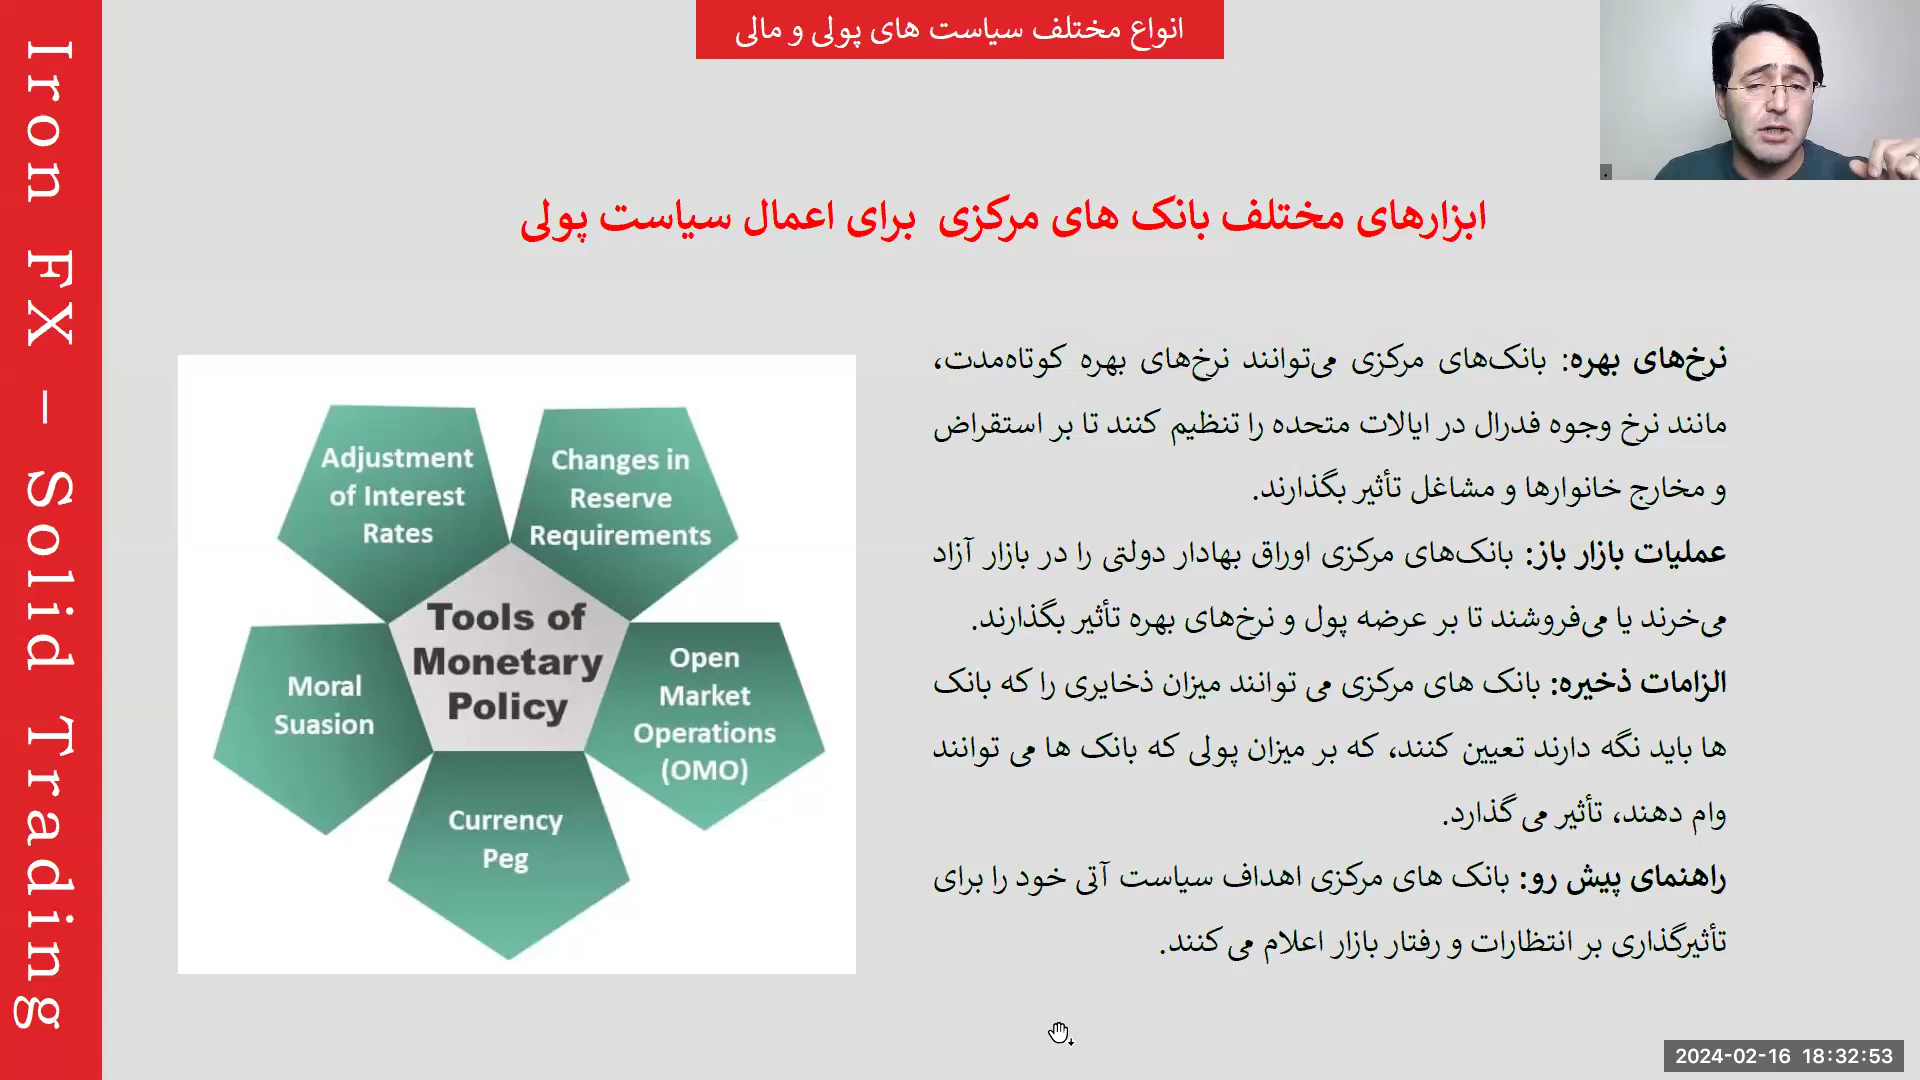 انواع مختلف سیاست های پولی و مالی
Iron FX – Solid Trading
ابزارهای مختلف بانک های مرکزی برای اعمال سیاست پولی
نرخ‌های بهره: بانک‌های مرکزی می‌توانند نرخ‌های بهره کوتاه‌مدت،
مانند نرخ وجوه فدرال در ایالات متحده را تنظیم کنند تا بر استقراض
و مخارج خانوارها و مشاغل تأثیر بگذارند.
عملیات بازار باز: بانک‌های مرکزی اوراق بهادار دولتی را در بازار آزاد
می‌خرند یا می‌فروشند تا بر عرضه پول و نرخ‌های بهره تأثیر بگذارند.
الزامات ذخیره: بانک های مرکزی می توانند میزان ذخایری را که بانک
ها باید نگه دارند تعیین کنند، که بر میزان پولی که بانک ها می توانند
وام دهند، تأثیر می گذارد.
راهنمای پیش رو: بانک های مرکزی اهداف سیاست آتی خود را برای
تأثیرگذاری بر انتظارات و رفتار بازار اعلام می کنند.
Adjustment
of Interest
Rates
Changes in
Reserve
Requirements
Tools of
Monetary
Policy
Moral
Suasion
Open
Market
Operations
(OMO)
Currency
Peg
2024-02-16 18:32:53